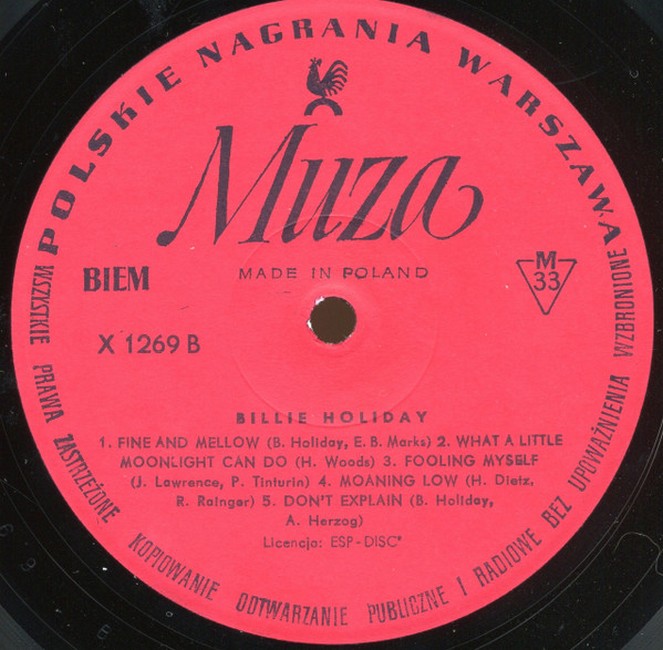 POLSKIE NAGRANIA WARSZAWA
Muza
MADE IN POLAND
BIEM
M
33
X 1269 B
BILLIE HOLIDAY
1. FINE AND MELLOW (B. Holiday, E. B. Marks) 2. WHAT A LITTLE
MOONLIGHT CAN DO (H. Woods) 3. FOOLING MYSELF
(J. Lawrence, P. Tinturin) 4. MOANING LOW (H. Dietz,
R. Rainger) 5. DON'T EXPLAIN (B. Holiday,
A. Herzog)
Licencja: ESP-DISC'
WSZYSTKIE PRAWA ZASTRZEŻONE KOPIOWANIE ODTWARZANIE PUBLICZNE I RADIOWE BEZ UPOWAŻNIENIA WZBRONIONE